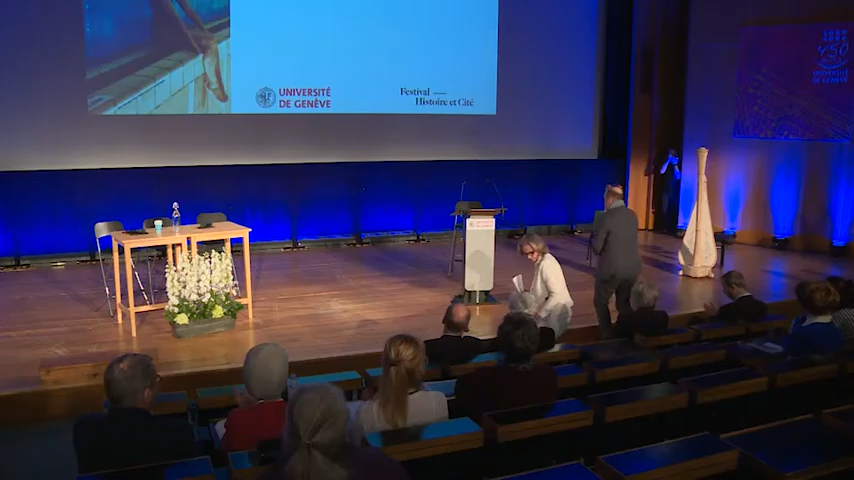 UNIVERSITÉ
DE GENÈVE
Festival
Histoire et Cité
450
UNIVERSITÉ
DE GENÈVE